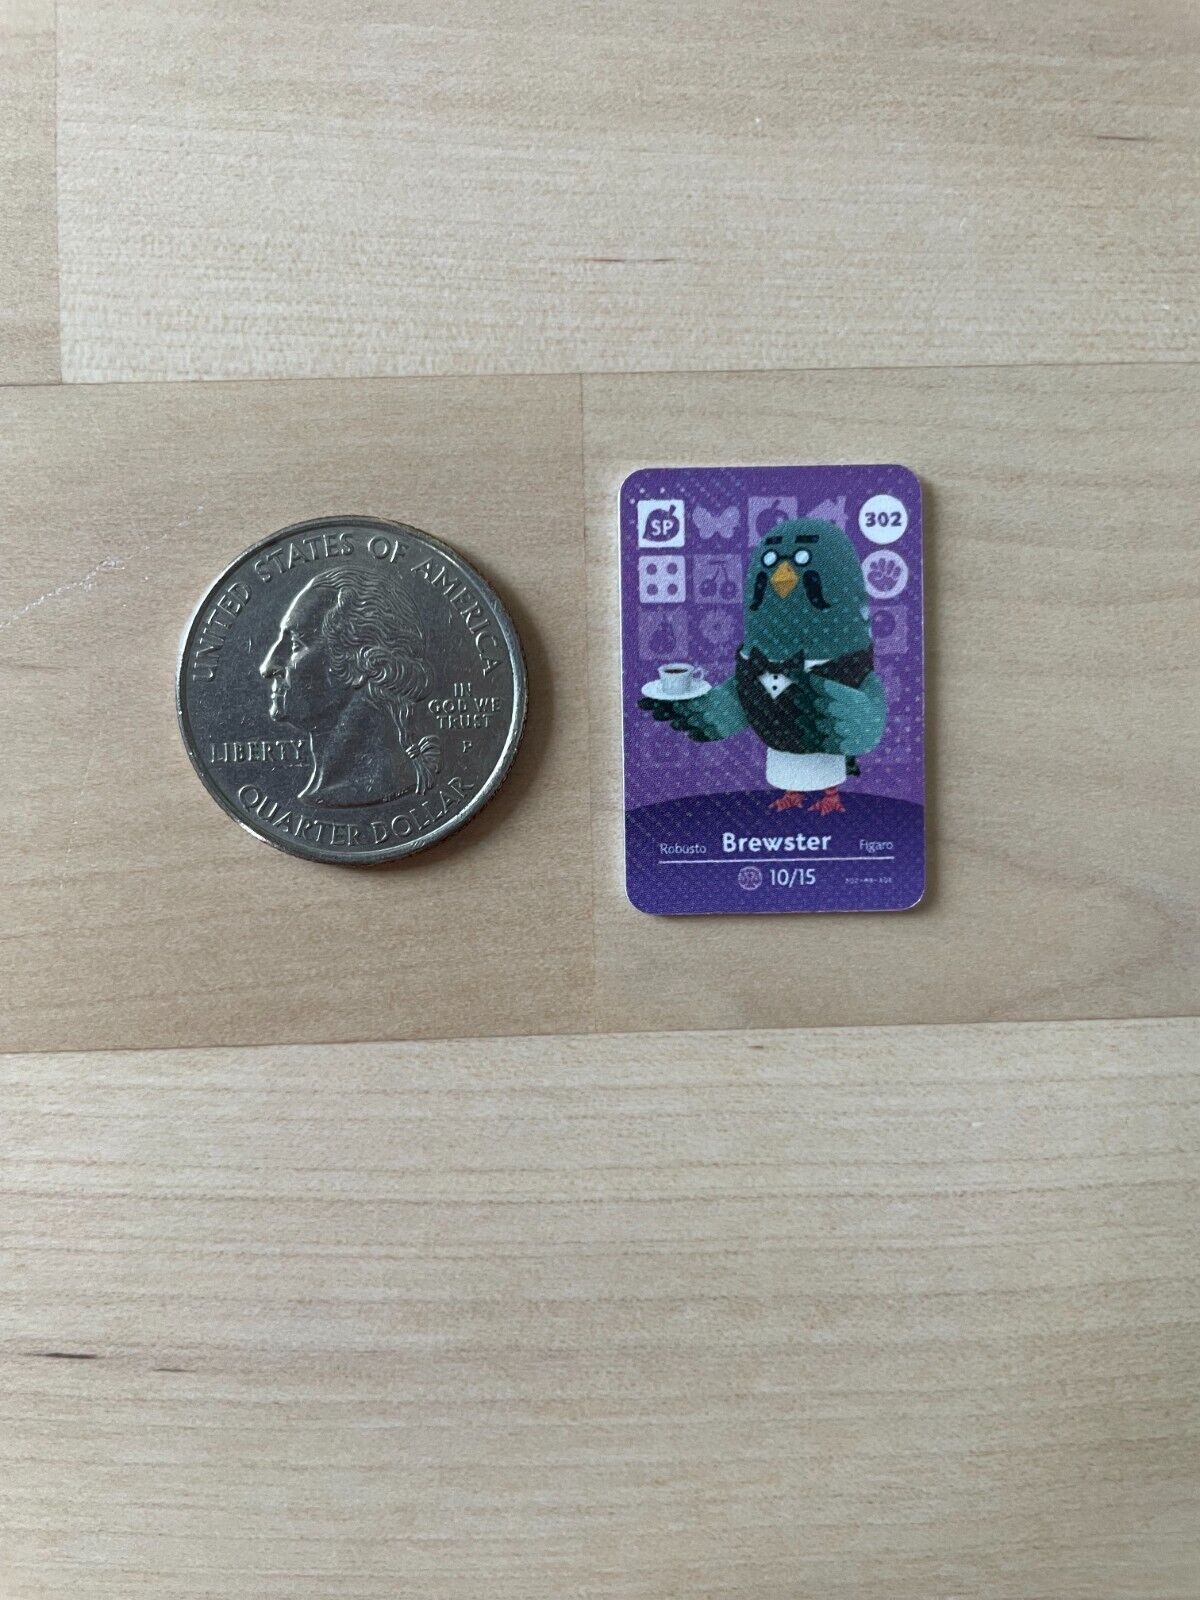 UNITED STATES OF AMERICA
LIBERTY
IN
GOD WE
TRUST
P
QUARTER DOLLAR
SP
302
Robusto Brewster Figaro
10/15